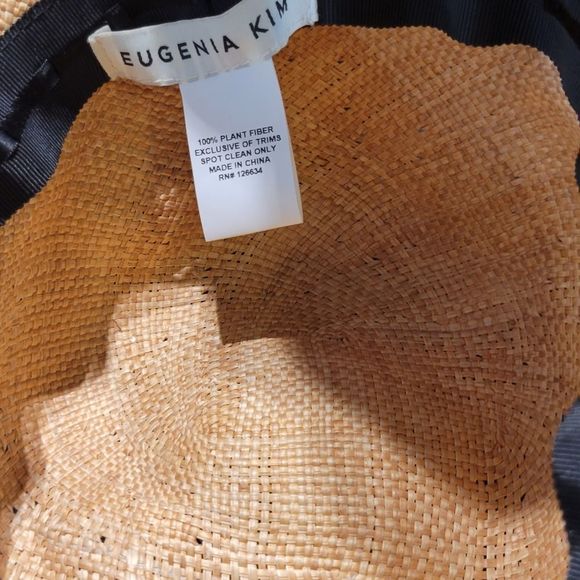 EUGENIA KIM
100% PLANT FIBER
EXCLUSIVE OF TRIMS
SPOT CLEAN ONLY
MADE IN CHINA
RN# 126634